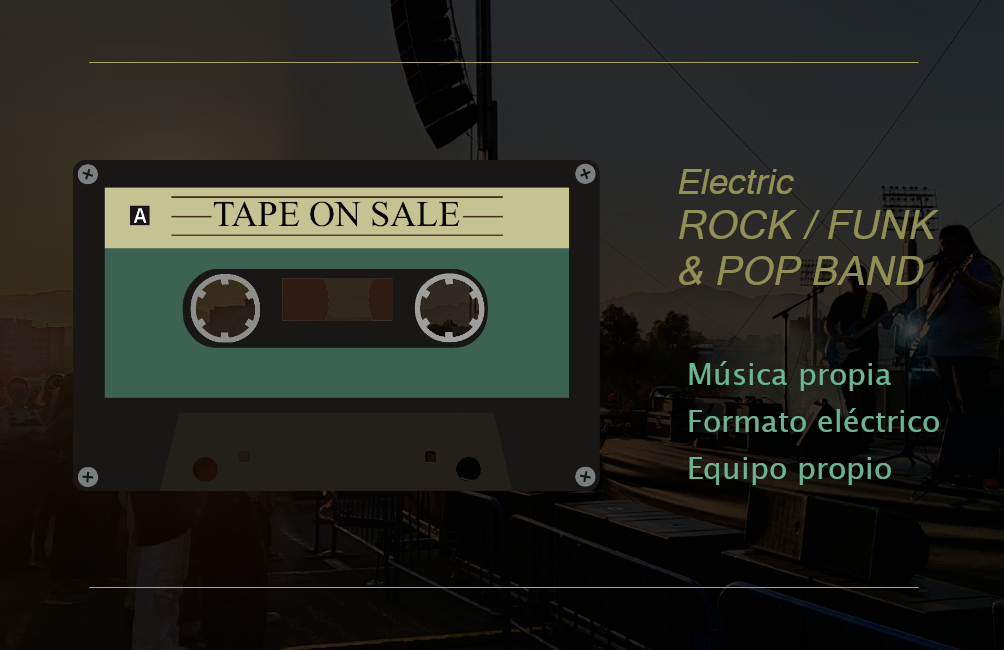 A
TAPE ON SALE
Electric
ROCK / FUNK
& POP BAND
Música propia
Formato eléctrico
Equipo propio